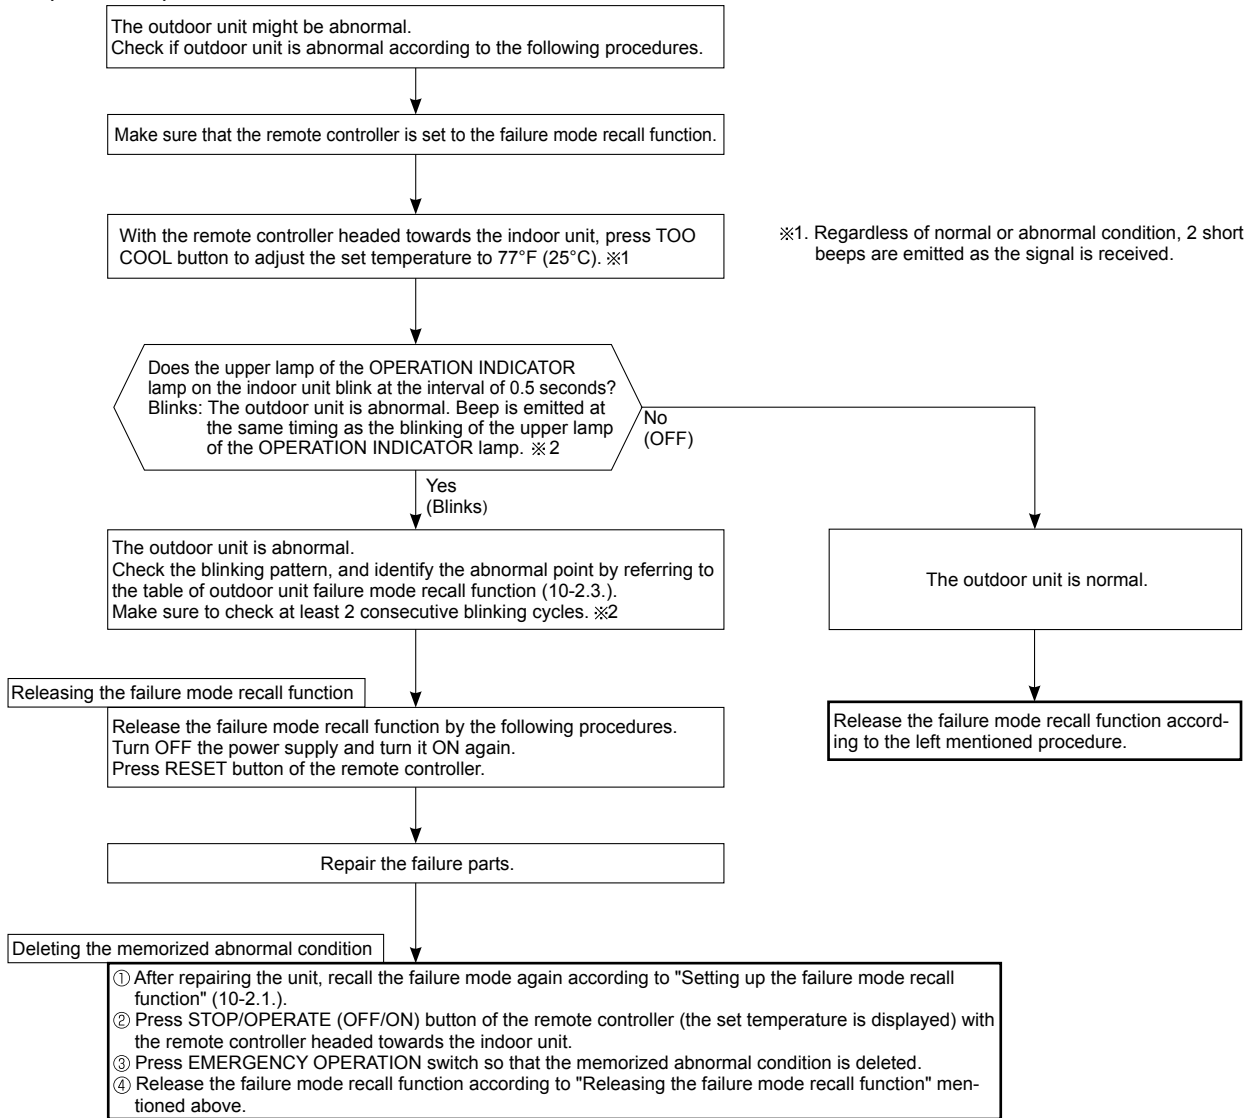 The outdoor unit might be abnormal.
Check if outdoor unit is abnormal according to the following procedures.
Make sure that the remote controller is set to the failure mode recall function.
With the remote controller headed towards the indoor unit, press TOO
COOL button to adjust the set temperature to 77°F (25°C). ※1
※1. Regardless of normal or abnormal condition, 2 short
beeps are emitted as the signal is received.
Does the upper lamp of the OPERATION INDICATOR
lamp on the indoor unit blink at the interval of 0.5 seconds?
Blinks: The outdoor unit is abnormal. Beep is emitted at
the same timing as the blinking of the upper lamp
of the OPERATION INDICATOR lamp. ※2
No
(OFF)
Yes
(Blinks)
The outdoor unit is abnormal.
Check the blinking pattern, and identify the abnormal point by referring to
the table of outdoor unit failure mode recall function (10-2.3.).
Make sure to check at least 2 consecutive blinking cycles. ※2
The outdoor unit is normal.
Releasing the failure mode recall function
Release the failure mode recall function by the following procedures.
Turn OFF the power supply and turn it ON again.
Press RESET button of the remote controller.
Release the failure mode recall function accord-
ing to the left mentioned procedure.
Repair the failure parts.
Deleting the memorized abnormal condition
① After repairing the unit, recall the failure mode again according to "Setting up the failure mode recall
function" (10-2.1.).
② Press STOP/OPERATE (OFF/ON) button of the remote controller (the set temperature is displayed) with
the remote controller headed towards the indoor unit.
③ Press EMERGENCY OPERATION switch so that the memorized abnormal condition is deleted.
④ Release the failure mode recall function according to "Releasing the failure mode recall function" men-
tioned above.